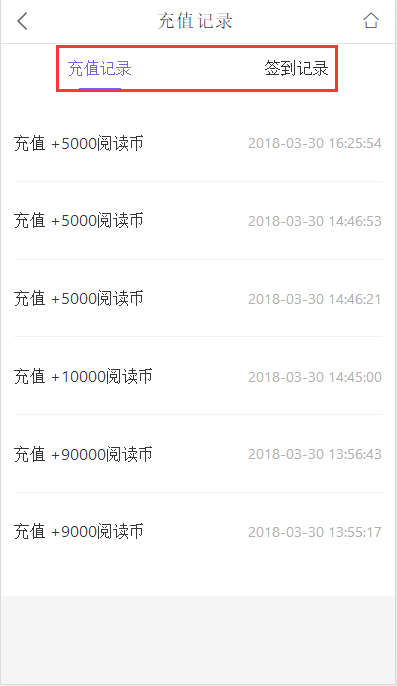 充值记录
充值记录 签到记录
充值 +5000阅读币 2018-03-30 16:25:54
充值 +5000阅读币 2018-03-30 14:46:53
充值 +5000阅读币 2018-03-30 14:46:21
充值 +10000阅读币 2018-03-30 14:45:00
充值 +90000阅读币 2018-03-30 13:56:43
充值 +9000阅读币 2018-03-30 13:55:17